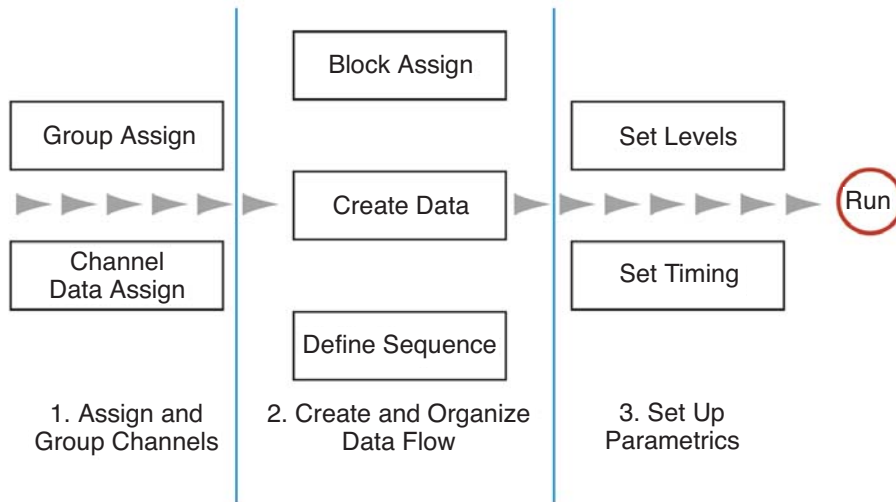 Group Assign
Channel
Data Assign
1. Assign and
Group Channels
Block Assign
Create Data
Define Sequence
2. Create and Organize
Data Flow
Set Levels
Set Timing
3. Set Up
Parametrics
Run